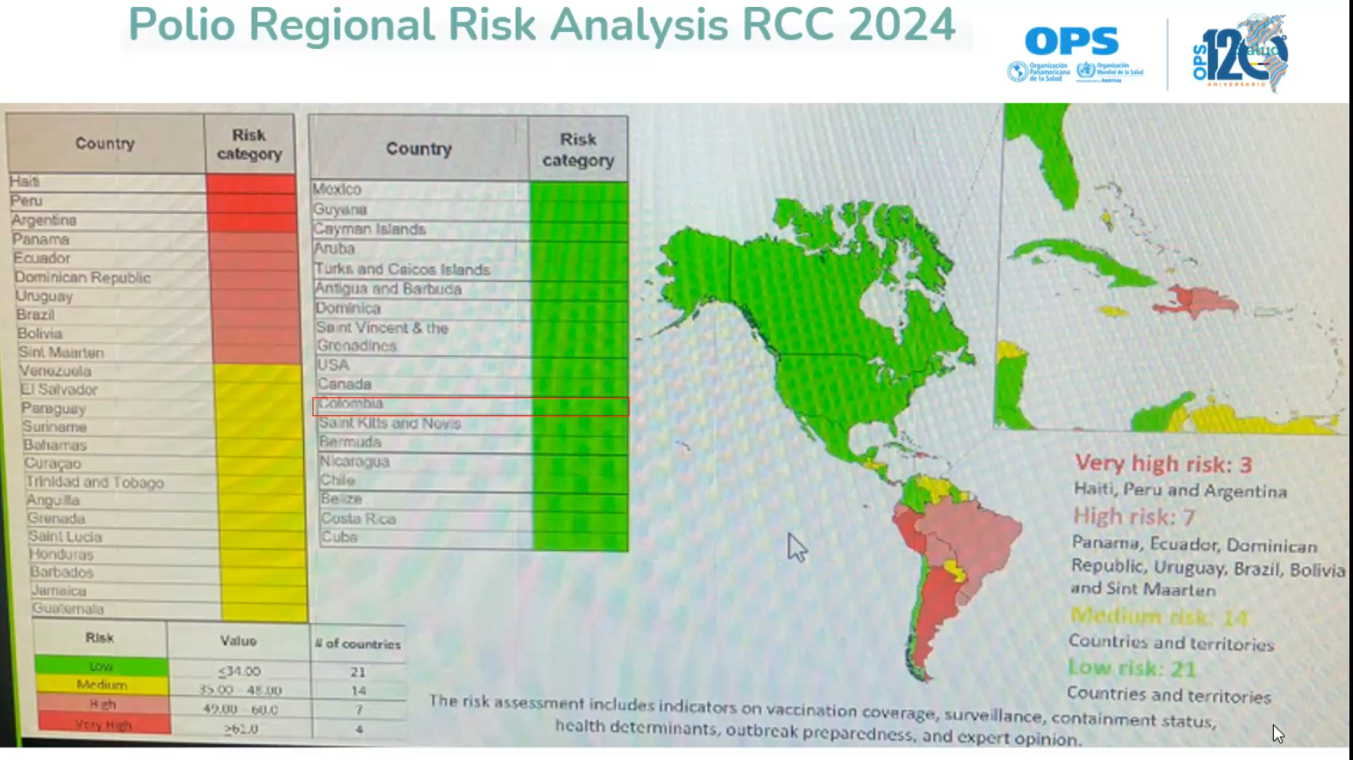 Polio Regional Risk Analysis RCC 2024
OPS
Organización
Panamericana
de la Salud
Organización
Mundial de la Salud
Américas
OPS
120
ANIVERSARIO
Country
Risk
category
Haiti
Peru
Argentina
Panama
Ecuador
Dominican Republic
Uruguay
Brazil
Bolivia
Sint Maarten
Venezuela
El Salvador
Paraguay
Suriname
Bahamas
Curaçao
Trinidad and Tobago
Anguilla
Grenada
Saint Lucia
Honduras
Barbados
Jamaica
Guatemala
Country
Risk
category
Mexico
Guyana
Cayman Islands
Aruba
Turks and Caicos Islands
Antigua and Barbuda
Dominica
Saint Vincent & the
Grenadines
USA
Canada
Colombia
Saint Kitts and Nevis
Bermuda
Nicaragua
Chile
Belize
Costa Rica
Cuba
Risk Value # of countries
Low ≤34.00 21
Medium 35.00 - 48.00 14
High 49.00 - 60.0 7
Very High ≥61.0 4
Very high risk: 3
Haiti, Peru and Argentina
High risk: 7
Panama, Ecuador, Dominican
Republic, Uruguay, Brazil, Bolivia
and Sint Maarten
Medium risk: 14
Countries and territories
Low risk: 21
Countries and territories
The risk assessment includes indicators on vaccination coverage, surveillance, containment status,
health determinants, outbreak preparedness, and expert opinion.